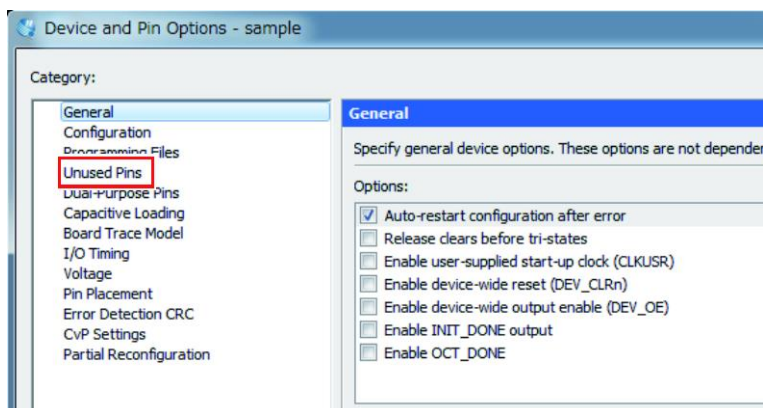 Device and Pin Options - sample
Category:
General
Configuration
Programming Files
Unused Pins
Dual-Purpose Pins
Capacitive Loading
Board Trace Model
I/O Timing
Voltage
Pin Placement
Error Detection CRC
CvP Settings
Partial Reconfiguration
General
Specify general device options. These options are not depender
Options:
Auto-restart configuration after error
Release clears before tri-states
Enable user-supplied start-up clock (CLKUSR)
Enable device-wide reset (DEV_CLRn)
Enable device-wide output enable (DEV_OE)
Enable INIT_DONE output
Enable OCT_DONE